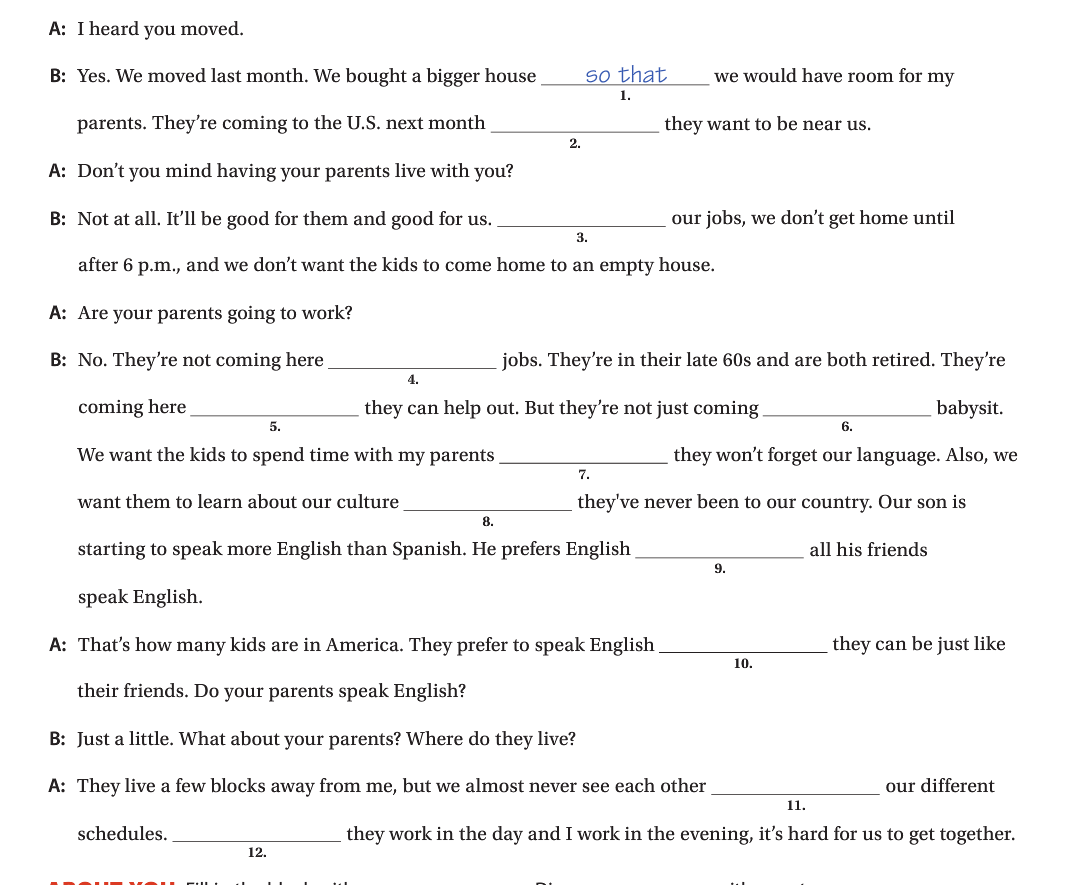 A: I heard you moved.
B: Yes. We moved last month. We bought a bigger house so that we would have room for my
1.
parents. They’re coming to the U.S. next month ____________ they want to be near us.
2.
A: Don’t you mind having your parents live with you?
B: Not at all. It’ll be good for them and good for us. ____________ our jobs, we don’t get home until
3.
after 6 p.m., and we don’t want the kids to come home to an empty house.
A: Are your parents going to work?
B: No. They’re not coming here ____________ jobs. They’re in their late 60s and are both retired. They’re
4.
coming here ____________ they can help out. But they’re not just coming ____________ babysit.
5. 6.
We want the kids to spend time with my parents ____________ they won’t forget our language. Also, we
7.
want them to learn about our culture ____________ they've never been to our country. Our son is
8.
starting to speak more English than Spanish. He prefers English ____________ all his friends
9.
speak English.
A: That’s how many kids are in America. They prefer to speak English ____________ they can be just like
10.
their friends. Do your parents speak English?
B: Just a little. What about your parents? Where do they live?
A: They live a few blocks away from me, but we almost never see each other ____________ our different
11.
schedules. ____________ they work in the day and I work in the evening, it’s hard for us to get together.
12.